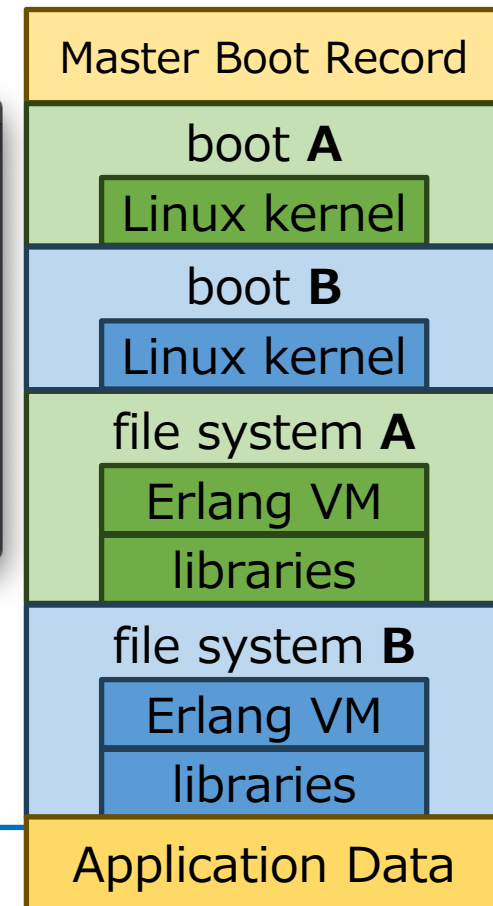 Master Boot Record
boot A
Linux kernel
boot B
Linux kernel
file system A
Erlang VM
libraries
file system B
Erlang VM
libraries
Application Data